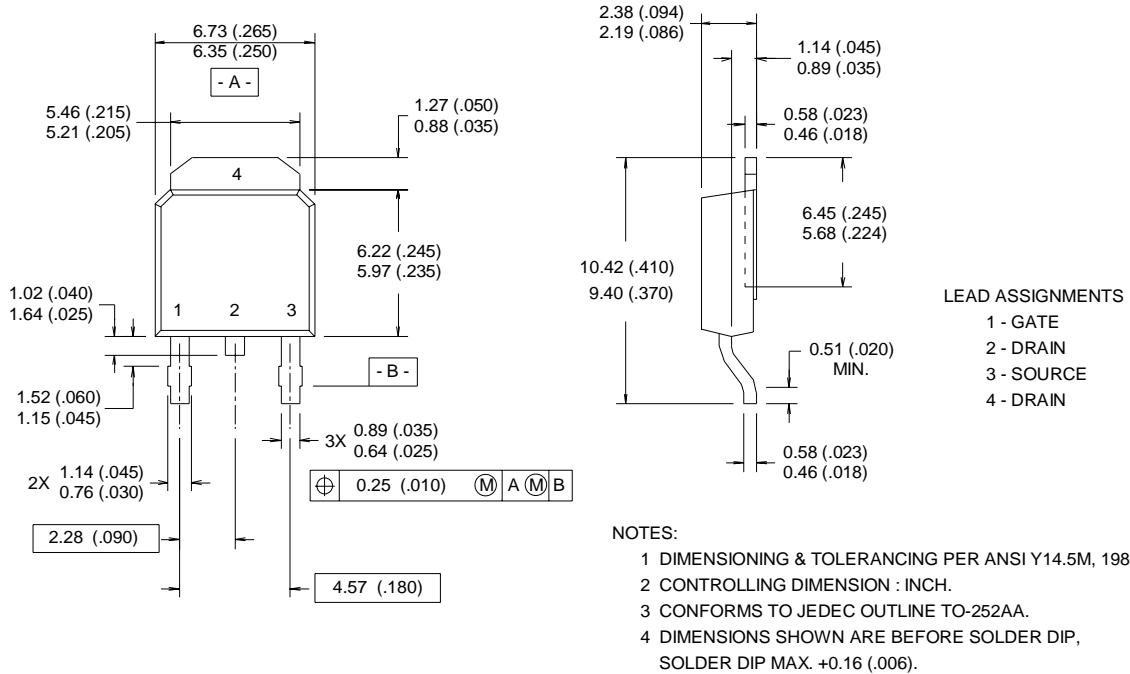 6.73 (.265)
6.35 (.250)
- A -
5.46 (.215)
5.21 (.205)
1.27 (.050)
0.88 (.035)
4
6.22 (.245)
5.97 (.235)
1.02 (.040)
1.64 (.025)
1 2 3
- B -
1.52 (.060)
1.15 (.045)
3X 0.89 (.035)
0.64 (.025)
2X 1.14 (.045)
0.76 (.030)
⌖ 0.25 (.010) Ⓜ A Ⓜ B
2.28 (.090)
4.57 (.180)
2.38 (.094)
2.19 (.086)
1.14 (.045)
0.89 (.035)
0.58 (.023)
0.46 (.018)
6.45 (.245)
5.68 (.224)
10.42 (.410)
9.40 (.370)
0.51 (.020)
MIN.
0.58 (.023)
0.46 (.018)
LEAD ASSIGNMENTS
1 - GATE
2 - DRAIN
3 - SOURCE
4 - DRAIN
NOTES:
1 DIMENSIONING & TOLERANCING PER ANSI Y14.5M, 198
2 CONTROLLING DIMENSION : INCH.
3 CONFORMS TO JEDEC OUTLINE TO-252AA.
4 DIMENSIONS SHOWN ARE BEFORE SOLDER DIP,
SOLDER DIP MAX. +0.16 (.006).